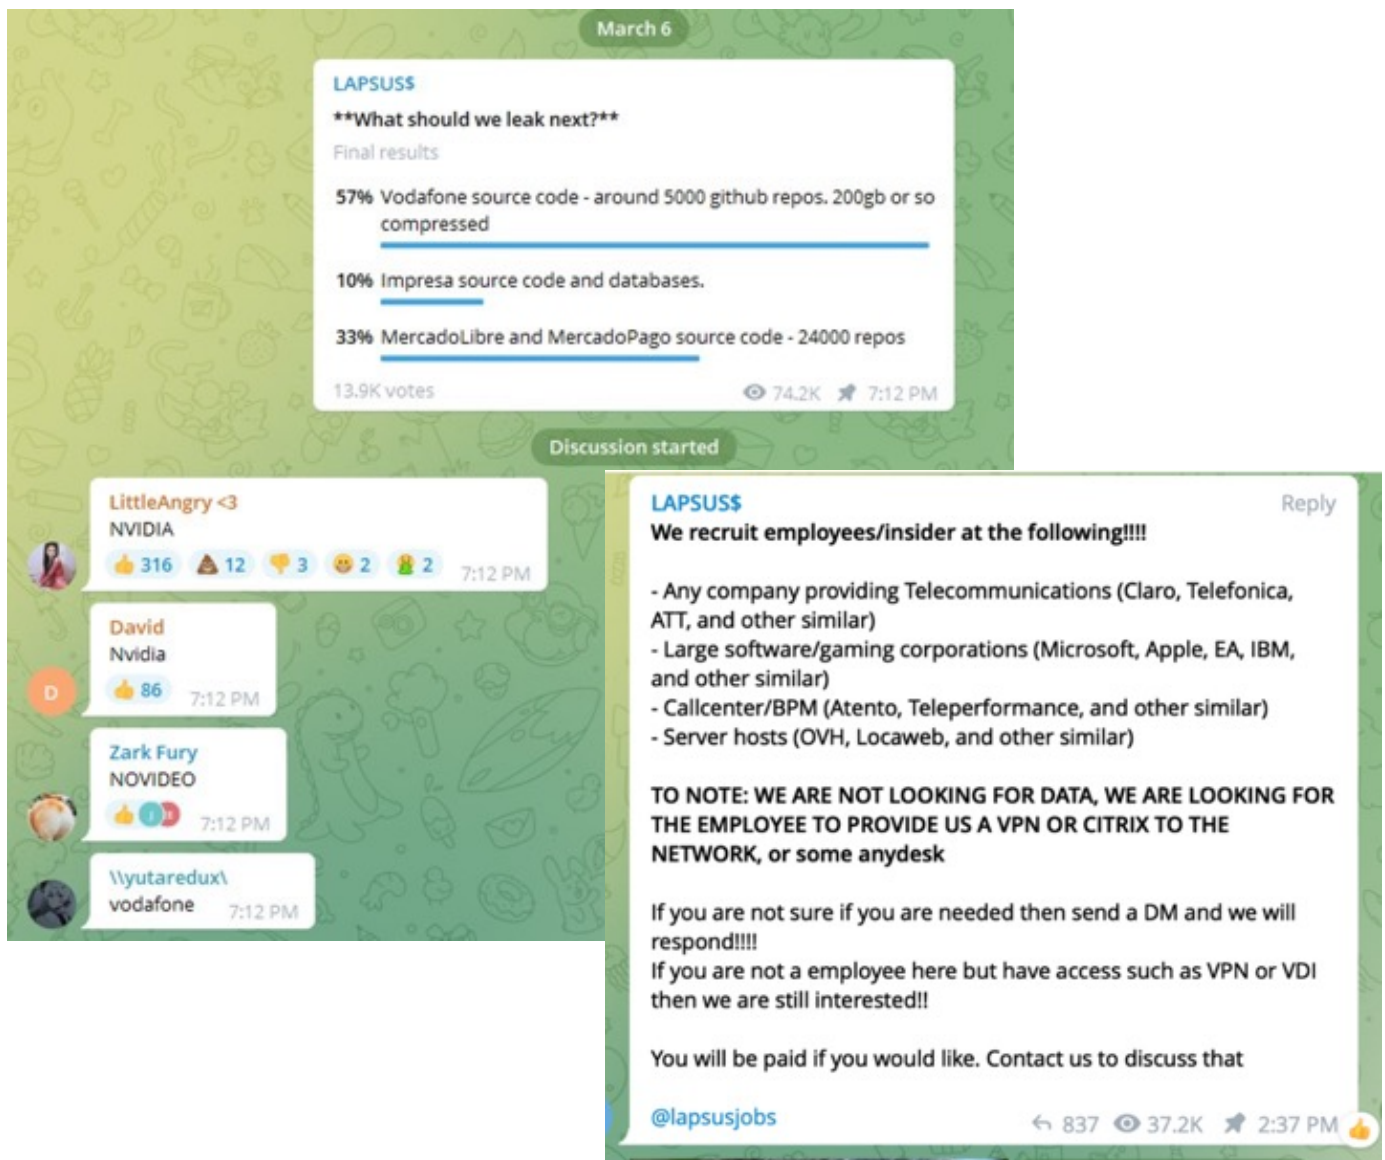 March 6
LAPSUS$
**What should we leak next?**
Final results
57% Vodafone source code - around 5000 github repos. 200gb or so
compressed
10% Impresa source code and databases.
33% MercadoLibre and MercadoPago source code - 24000 repos
13.9K votes 74.2K 7:12 PM
Discussion started
LittleAngry <3
NVIDIA
👍 316 💩 12 👎 3 😀 2 🤮 2 7:12 PM
D
David
Nvidia
👍 86 7:12 PM
Zark Fury
NOVIDEO
👍 7:12 PM
\\yutaredux\
vodafone 7:12 PM
LAPSUS$ Reply
We recruit employees/insider at the following!!!!
- Any company providing Telecommunications (Claro, Telefonica,
ATT, and other similar)
- Large software/gaming corporations (Microsoft, Apple, EA, IBM,
and other similar)
- Callcenter/BPM (Atento, Teleperformance, and other similar)
- Server hosts (OVH, Locaweb, and other similar)
TO NOTE: WE ARE NOT LOOKING FOR DATA, WE ARE LOOKING FOR
THE EMPLOYEE TO PROVIDE US A VPN OR CITRIX TO THE
NETWORK, or some anydesk
If you are not sure if you are needed then send a DM and we will
respond!!!!
If you are not a employee here but have access such as VPN or VDI
then we are still interested!!
You will be paid if you would like. Contact us to discuss that
@lapsusjobs 837 37.2K 2:37 PM 👍